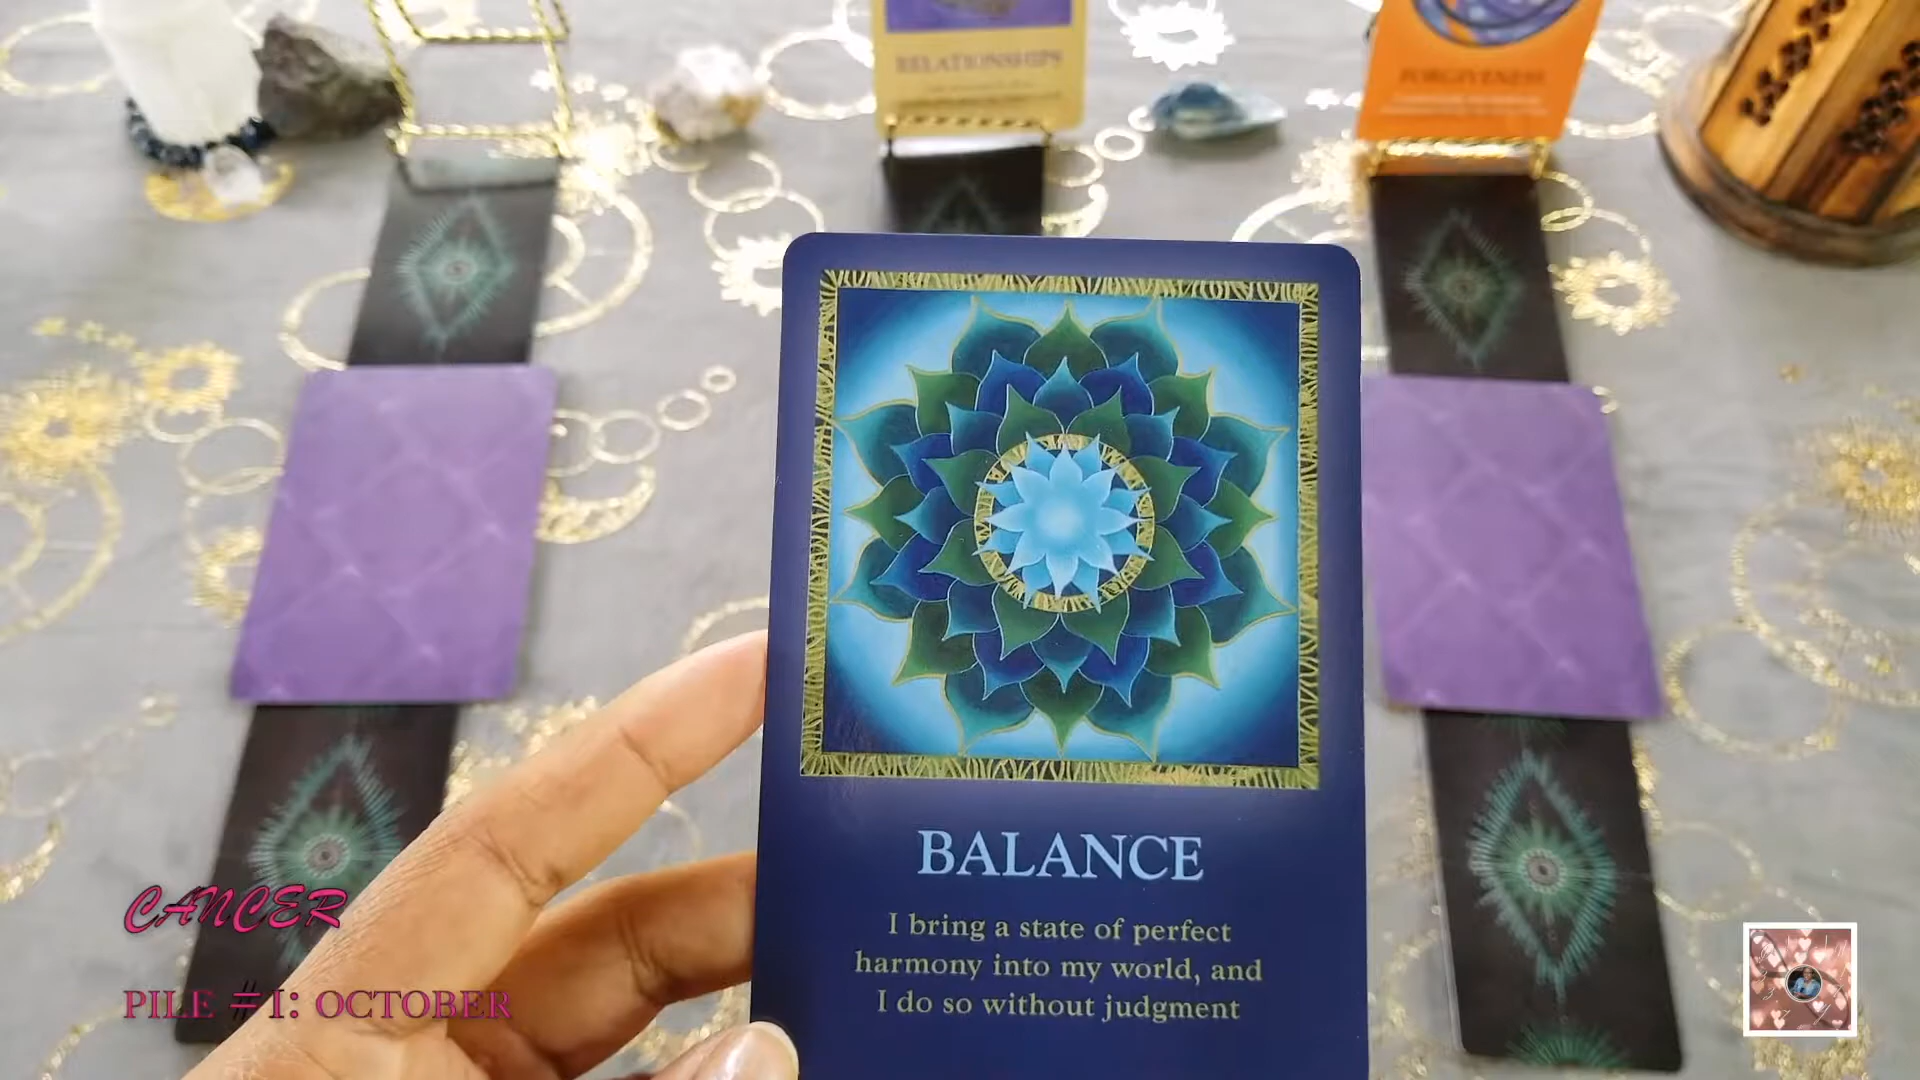 RELATIONSHIPS
FORGIVENESS
BALANCE
I bring a state of perfect
harmony into my world, and
I do so without judgment
CANCER
PILE #1: OCTOBER